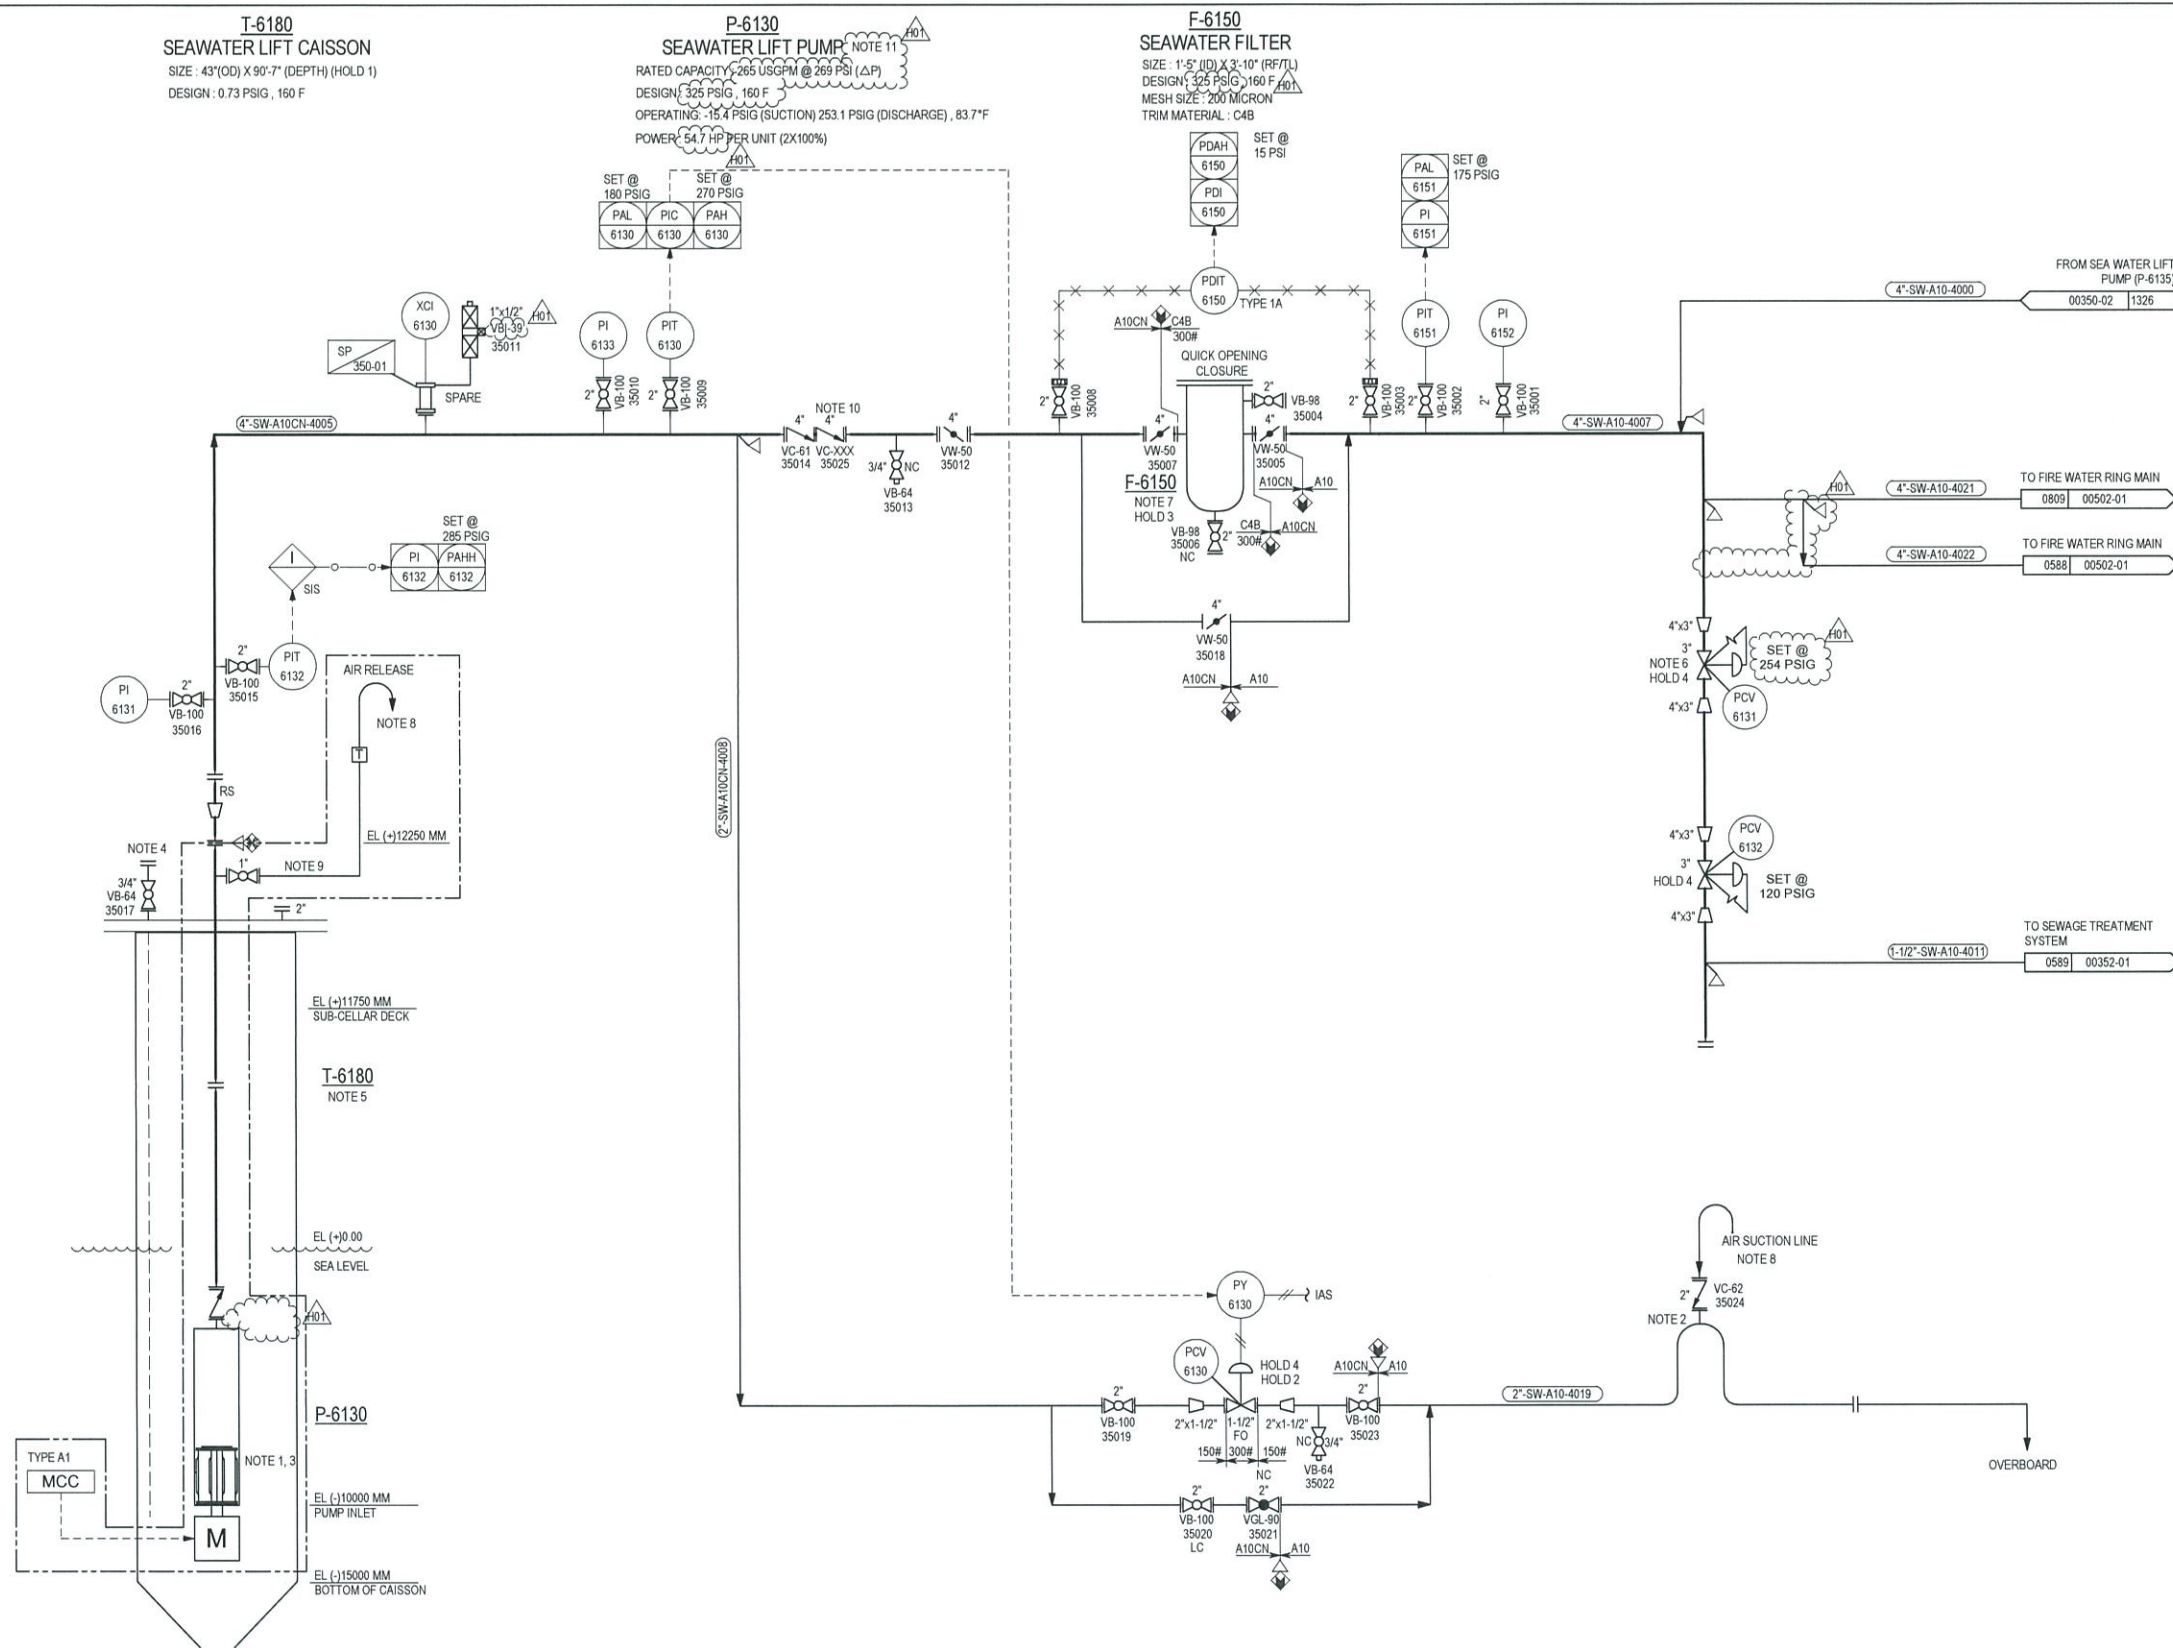 T-6180
SEAWATER LIFT CAISSON
SIZE : 43"(OD) X 90'-7" (DEPTH) (HOLD 1)
DESIGN : 0.73 PSIG , 160 F
P-6130
SEAWATER LIFT PUMP NOTE 11
H01
RATED CAPACITY : 265 USGPM @ 269 PSI (△P)
DESIGN: 325 PSIG , 160 F
OPERATING: -15.4 PSIG (SUCTION) 253.1 PSIG (DISCHARGE) , 83.7°F
POWER : 54.7 HP PER UNIT (2X100%)
H01
F-6150
SEAWATER FILTER
SIZE : 1'-5" (ID) X 3'-10" (RF/TL)
DESIGN : 325 PSIG , 160 F
H01
MESH SIZE : 200 MICRON
TRIM MATERIAL : C4B
SET @
180 PSIG
SET @
270 PSIG
PAL
6130
PIC
6130
PAH
6130
PDAH
6150
SET @
15 PSI
PDI
6150
PAL
6151
SET @
175 PSIG
PI
6151
PDIT
6150
TYPE 1A
FROM SEA WATER LIFT
PUMP (P-6135)
4"-SW-A10-4000
00350-02 1326
XCI
6130
1"x1/2"
VBI-39
35011
H01
SP
350-01
SPARE
PI
6133
PIT
6130
2"
VB-100
35010
2"
VB-100
35009
A10CN C4B
300#
QUICK OPENING
CLOSURE
2"
VB-100
35008
2"
VB-98
35004
PIT
6151
PI
6152
2"
VB-100
35003
2"
VB-100
35002
2"
VB-100
35001
4"-SW-A10CN-4005
NOTE 10
4"
VC-61
35014
4"
VC-XXX
35025
3/4" NC
VB-64
35013
4"
VW-50
35012
4"
VW-50
35007
4"
VW-50
35005
4"-SW-A10-4007
F-6150
NOTE 7
HOLD 3
A10CN A10
VB-98
35006
NC
2"
C4B A10CN
300#
H01
4"-SW-A10-4021
TO FIRE WATER RING MAIN
0809 00502-01
4"-SW-A10-4022
TO FIRE WATER RING MAIN
0588 00502-01
SET @
285 PSIG
I
SIS
PI
6132
PAHH
6132
4"
VW-50
35018
A10CN A10
4"x3"
3"
NOTE 6
HOLD 4
4"x3"
SET @
254 PSIG
H01
PCV
6131
2"
VB-100
35015
PIT
6132
PI
6131
2"
VB-100
35016
AIR RELEASE
NOTE 8
T
RS
EL (+)12250 MM
NOTE 4
1"
NOTE 9
3/4"
VB-64
35017
2"
2"-SW-A10CN-4008
4"x3"
PCV
6132
3"
HOLD 4
SET @
120 PSIG
4"x3"
TO SEWAGE TREATMENT
SYSTEM
1-1/2"-SW-A10-4011
0589 00352-01
EL (+)11750 MM
SUB-CELLAR DECK
T-6180
NOTE 5
EL (+)0.00
SEA LEVEL
H01
P-6130
NOTE 1, 3
TYPE A1
MCC
M
EL (-)10000 MM
PUMP INLET
EL (-)15000 MM
BOTTOM OF CAISSON
AIR SUCTION LINE
NOTE 8
2"
VC-62
35024
NOTE 2
PY
6130
IAS
PCV
6130
HOLD 4
HOLD 2
A10CN A10
2"
VB-100
35019
2"x1-1/2"
1-1/2"
FO
2"x1-1/2"
150# 300# 150#
NC 3/4"
VB-64
35022
2"
VB-100
35023
2"-SW-A10-4019
OVERBOARD
2"
VB-100
35020
LC
NC
2"
VGL-90
35021
A10CN A10